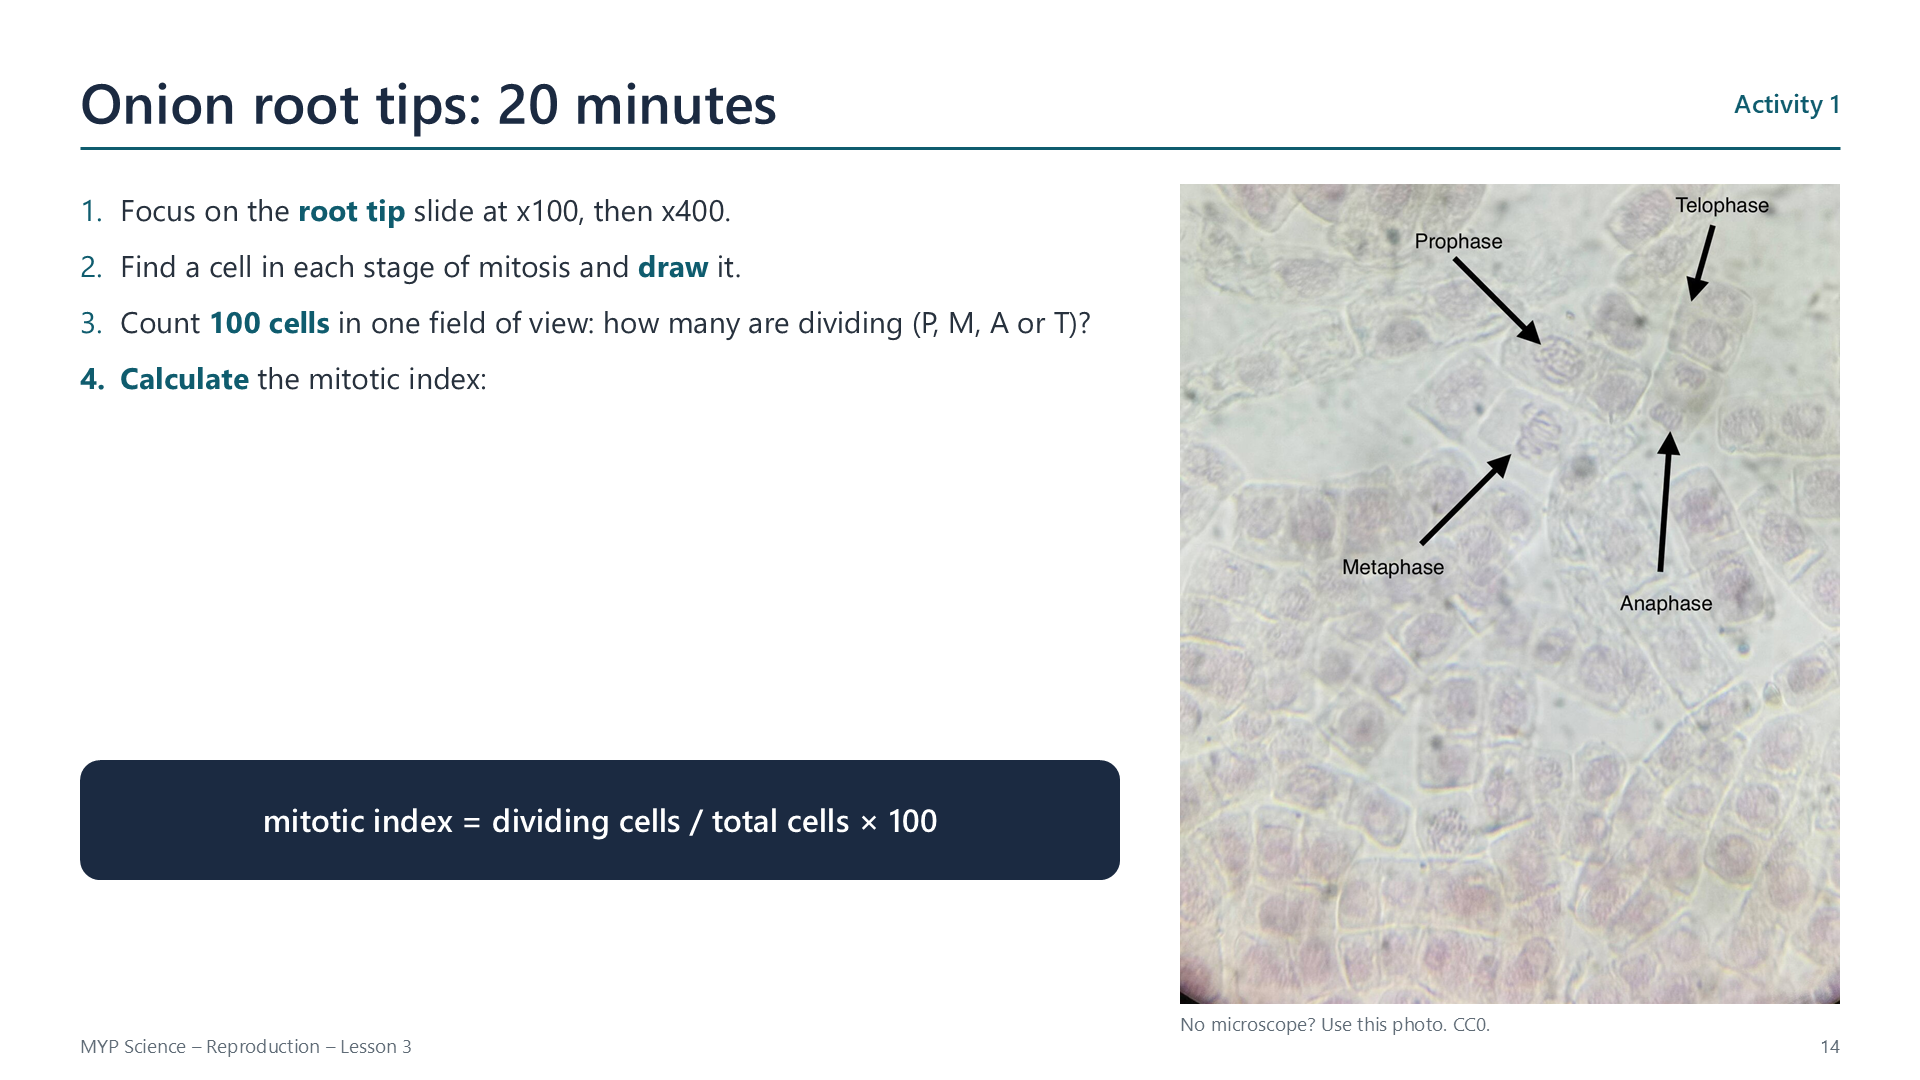 Onion root tips: 20 minutes
Activity 1
1. Focus on the root tip slide at x100, then x400.
2. Find a cell in each stage of mitosis and draw it.
3. Count 100 cells in one field of view: how many are dividing (P, M, A or T)?
4. Calculate the mitotic index:
mitotic index = dividing cells / total cells × 100
Telophase
Prophase
Metaphase
Anaphase
No microscope? Use this photo. CC0.
MYP Science – Reproduction – Lesson 3
14